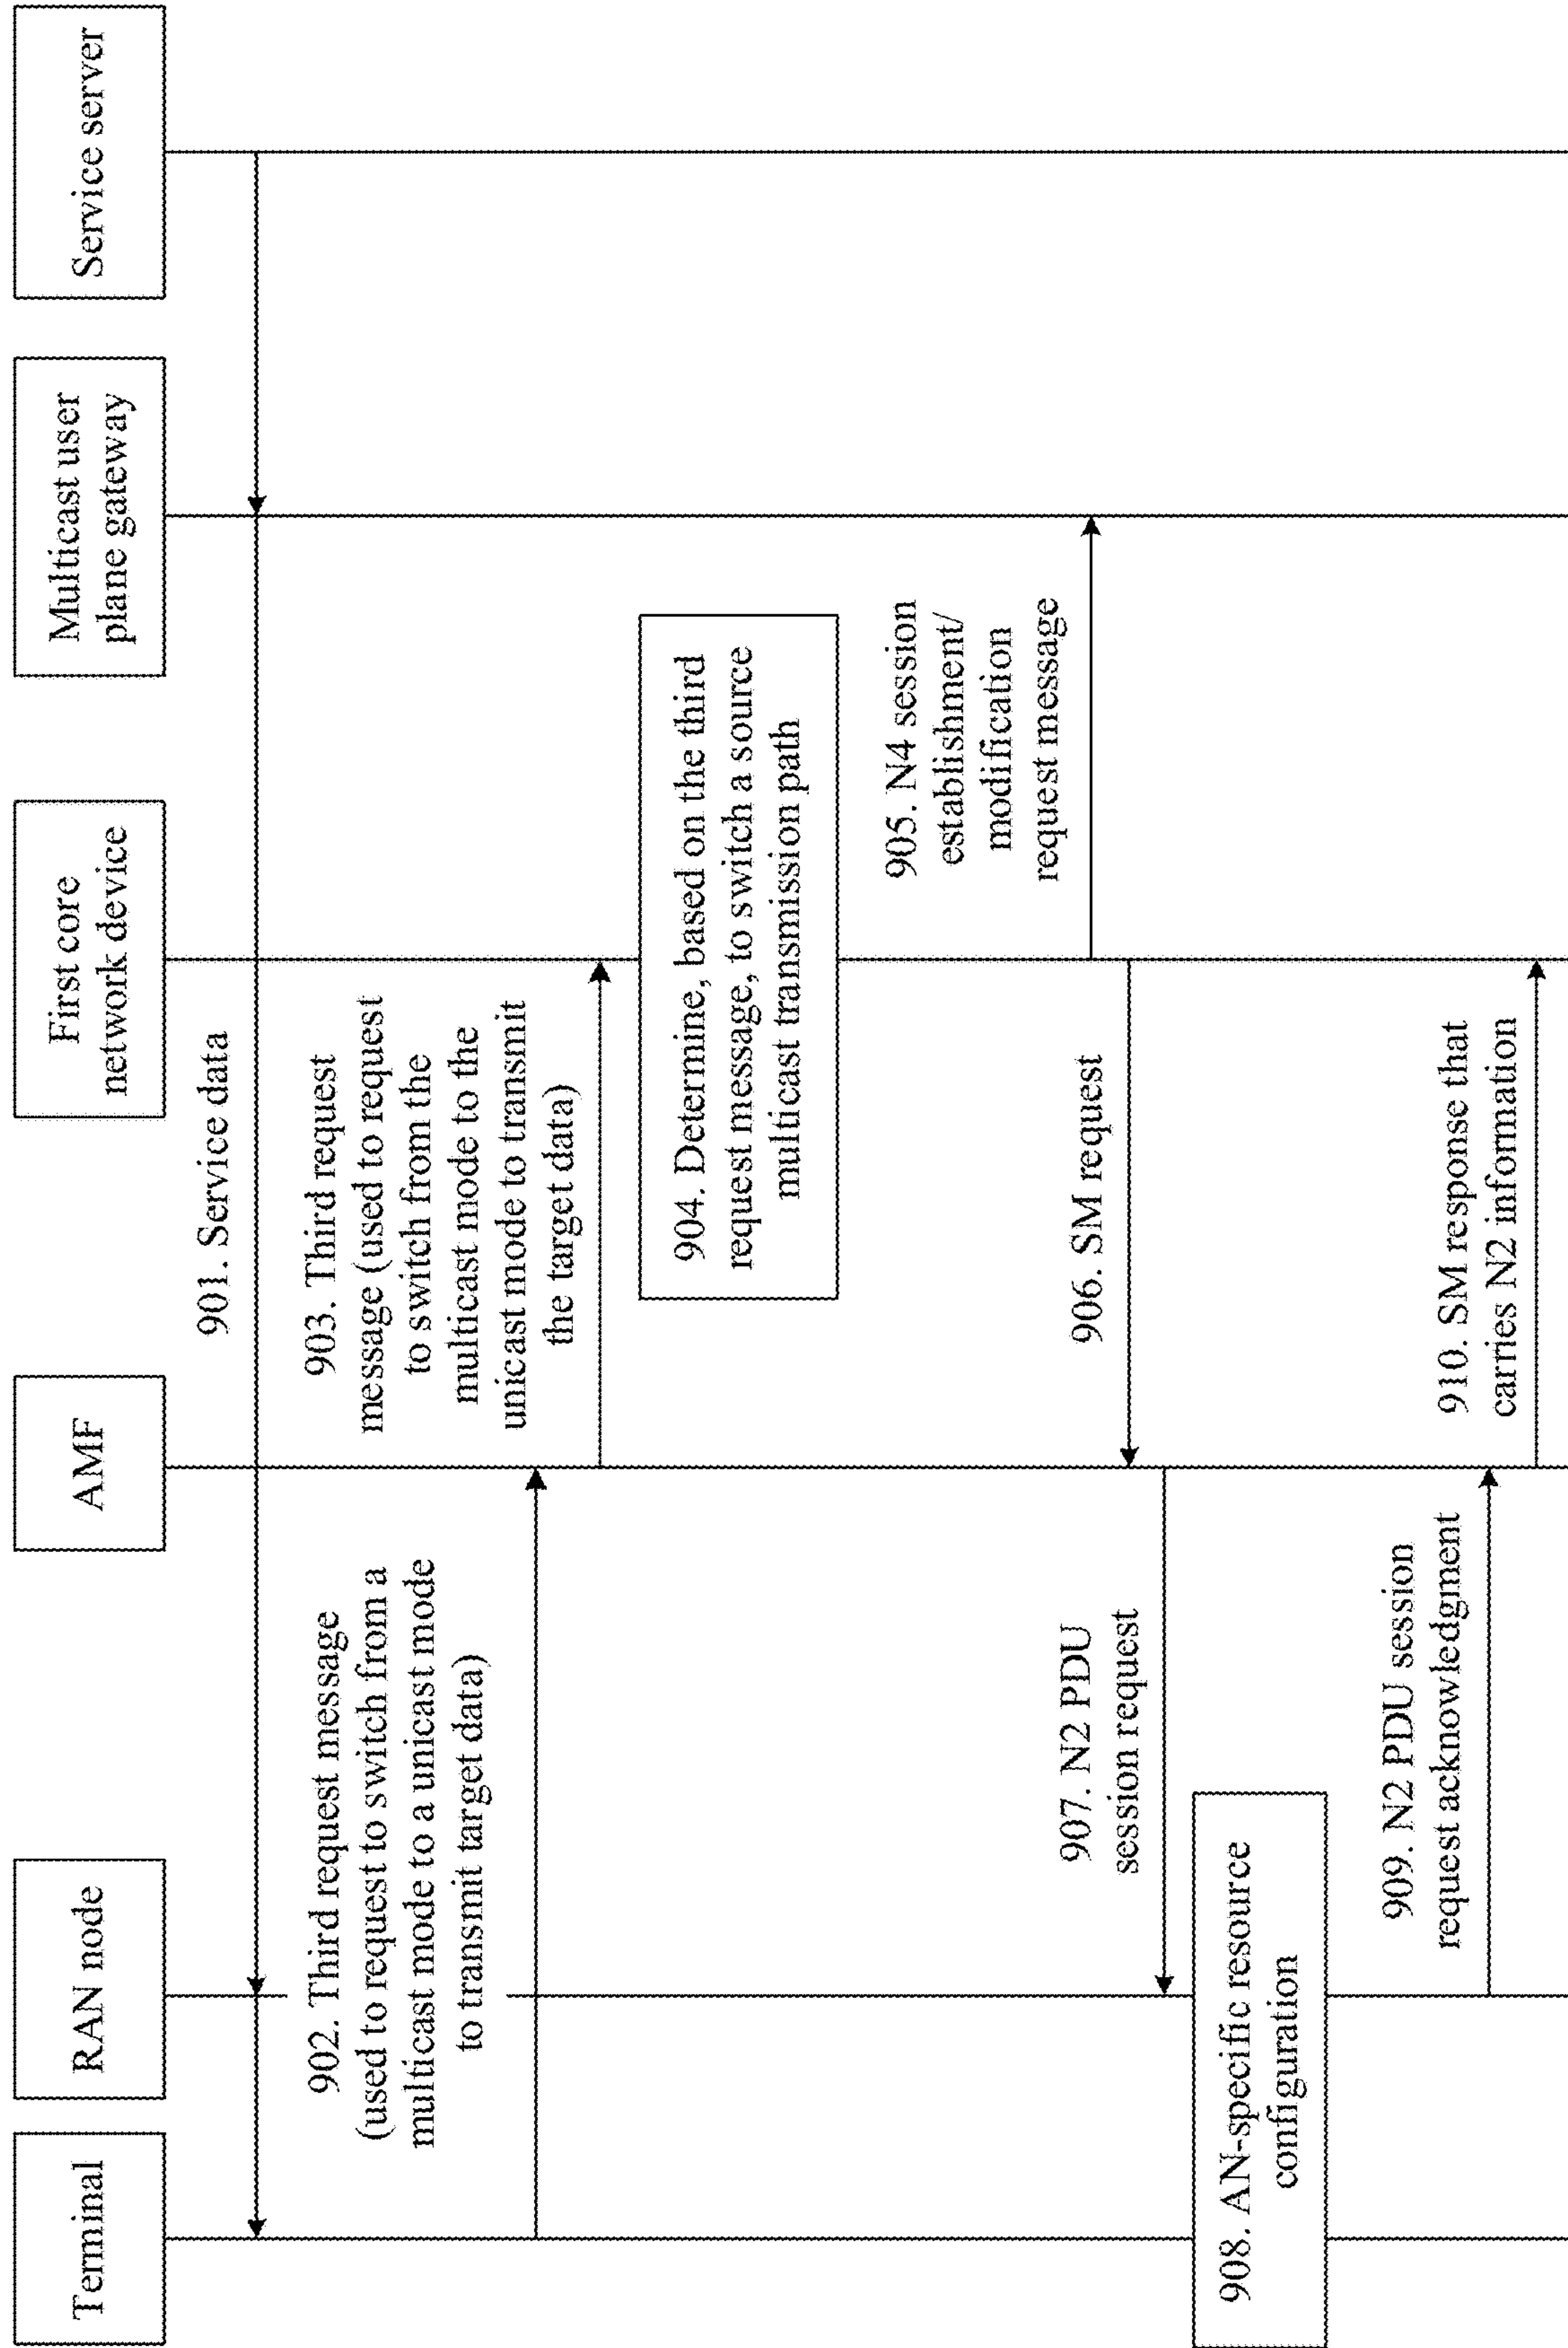 Terminal
RAN node
AMF
First core
network device
Multicast user
plane gateway
Service server
901. Service data
902. Third request message
(used to request to switch from a
multicast mode to a unicast mode
to transmit target data)
903. Third request
message (used to request
to switch from the
multicast mode to the
unicast mode to transmit
the target data)
904. Determine, based on the third
request message, to switch a source
multicast transmission path
905. N4 session
establishment/
modification
request message
906. SM request
907. N2 PDU
session request
908. AN-specific resource
configuration
909. N2 PDU session
request acknowledgment
910. SM response that
carries N2 information